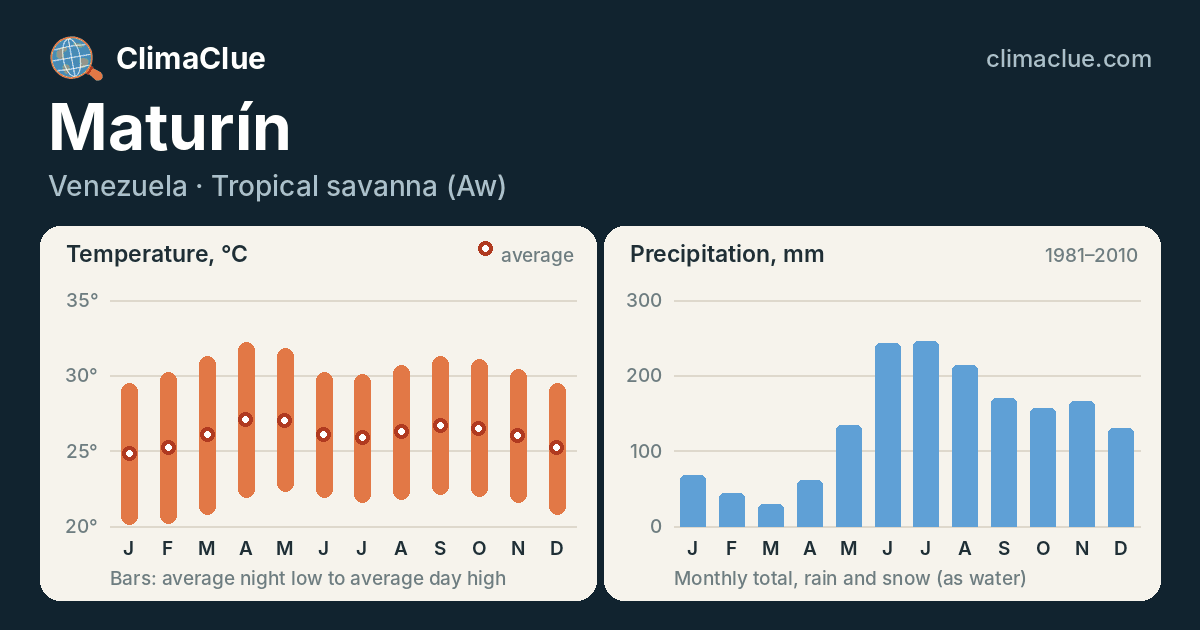 ClimaClue
climaclue.com
Maturín
Venezuela · Tropical savanna (Aw)
Temperature, °C
average
35°
30°
25°
20°
J F M A M J J A S O N D
Bars: average night low to average day high
Precipitation, mm
1981–2010
300
200
100
0
J F M A M J J A S O N D
Monthly total, rain and snow (as water)